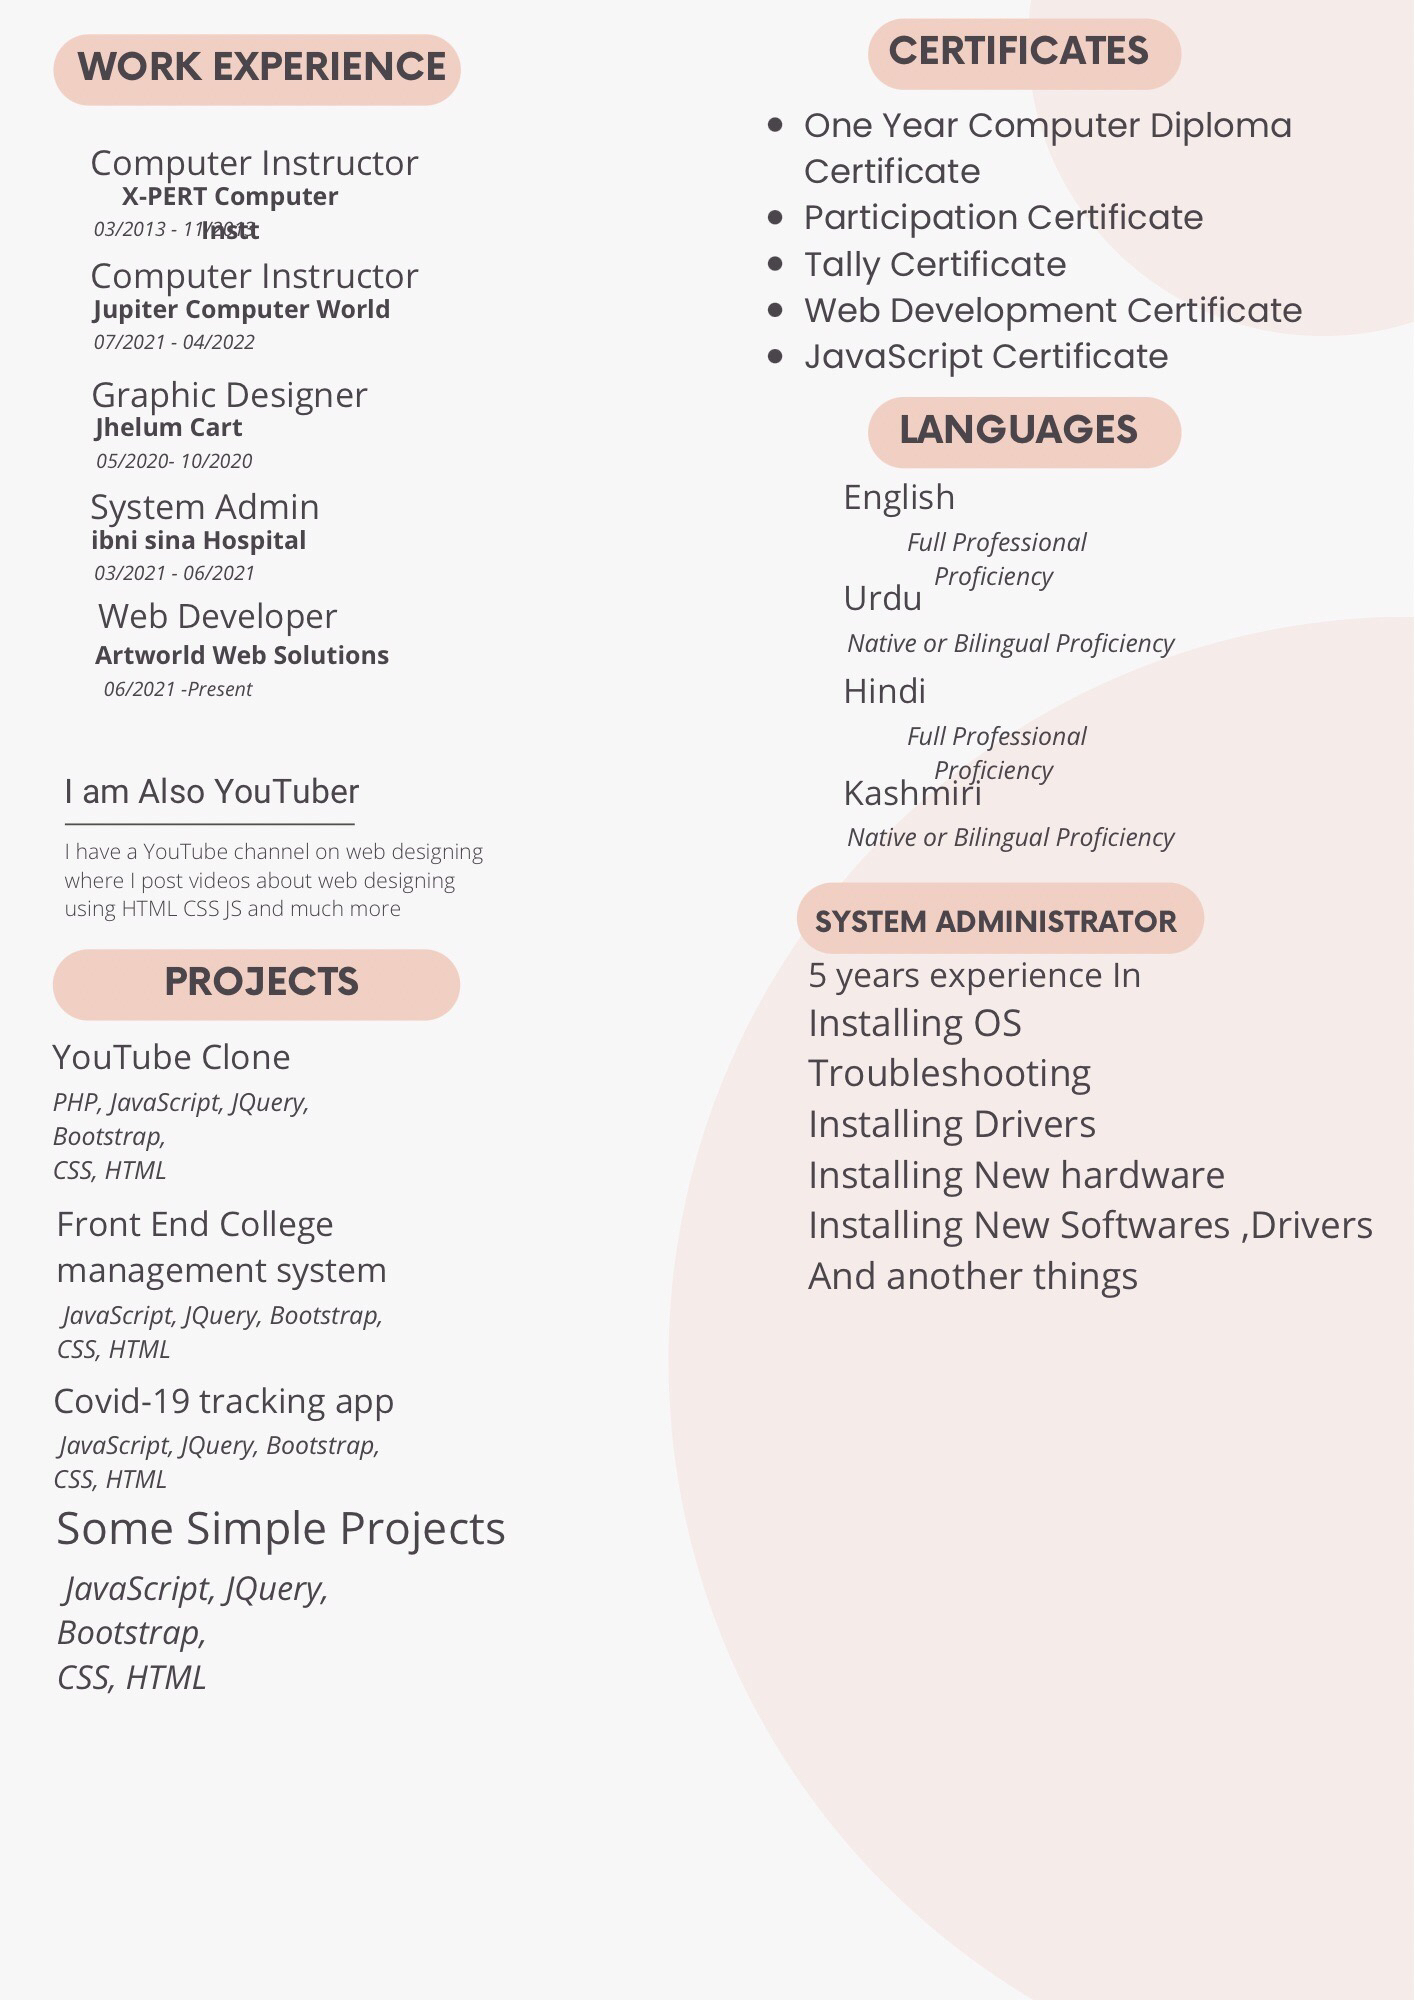 WORK EXPERIENCE
Computer Instructor
X-PERT Computer
Instt
03/2013 - 11/2013
Computer Instructor
Jupiter Computer World
07/2021 - 04/2022
Graphic Designer
Jhelum Cart
05/2020- 10/2020
System Admin
ibni sina Hospital
03/2021 - 06/2021
Web Developer
Artworld Web Solutions
06/2021 -Present
I am Also YouTuber
I have a YouTube channel on web designing
where I post videos about web designing
using HTML CSS JS and much more
PROJECTS
YouTube Clone
PHP, JavaScript, JQuery,
Bootstrap,
CSS, HTML
Front End College
management system
JavaScript, JQuery, Bootstrap,
CSS, HTML
Covid-19 tracking app
JavaScript, JQuery, Bootstrap,
CSS, HTML
Some Simple Projects
JavaScript, JQuery,
Bootstrap,
CSS, HTML
CERTIFICATES
One Year Computer Diploma
Certificate
Participation Certificate
Tally Certificate
Web Development Certificate
JavaScript Certificate
LANGUAGES
English
Full Professional
Proficiency
Urdu
Native or Bilingual Proficiency
Hindi
Full Professional
Proficiency
Kashmiri
Native or Bilingual Proficiency
SYSTEM ADMINISTRATOR
5 years experience In
Installing OS
Troubleshooting
Installing Drivers
Installing New hardware
Installing New Softwares ,Drivers
And another things